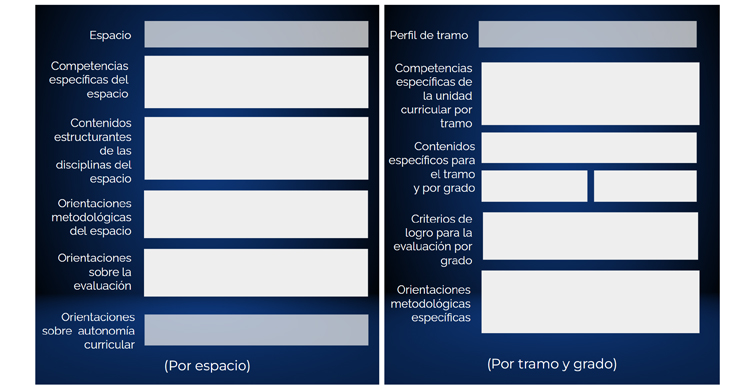 Espacio
Competencias
específicas del
espacio
Contenidos
estructurantes
de las
disciplinas del
espacio
Orientaciones
metodológicas
del espacio
Orientaciones
sobre la
evaluación
Orientaciones
sobre autonomía
curricular
(Por espacio)
Perfil de tramo
Competencias
específicas de
la unidad
curricular por
tramo
Contenidos
específicos para
el tramo
y por grado
Criterios de
logro para la
evaluación por
grado
Orientaciones
metodológicas
específicas
(Por tramo y grado)